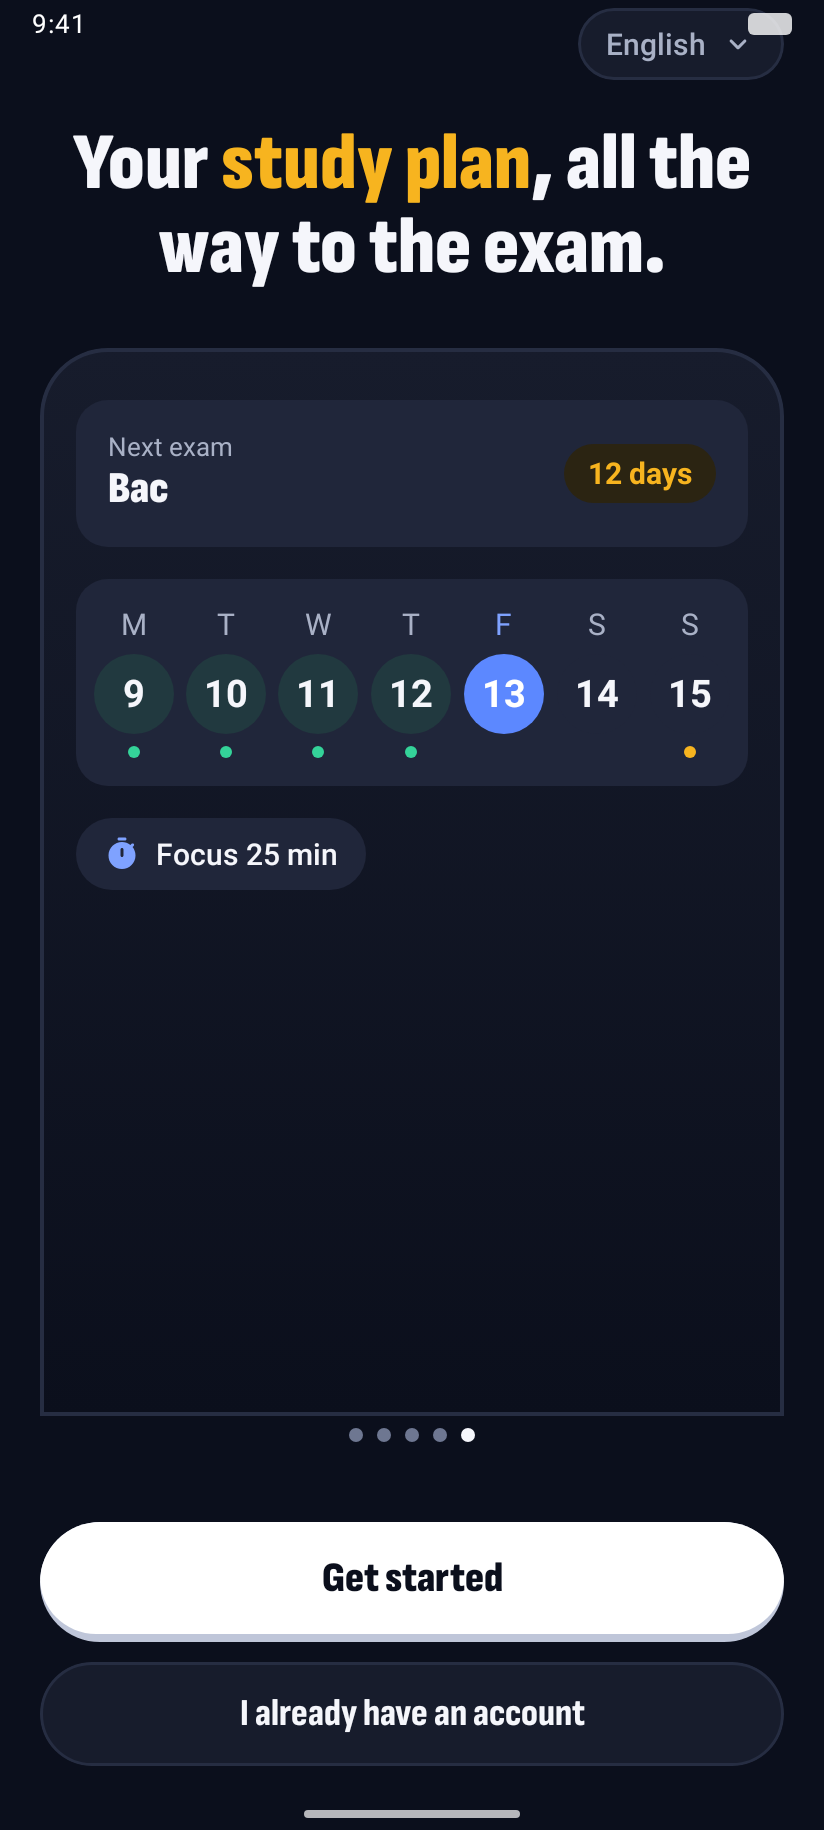 9:41
English
Your study plan, all the
way to the exam.
Next exam
Bac
12 days
M T W T F S S
9 10 11 12 13 14 15
Focus 25 min
Get started
I already have an account